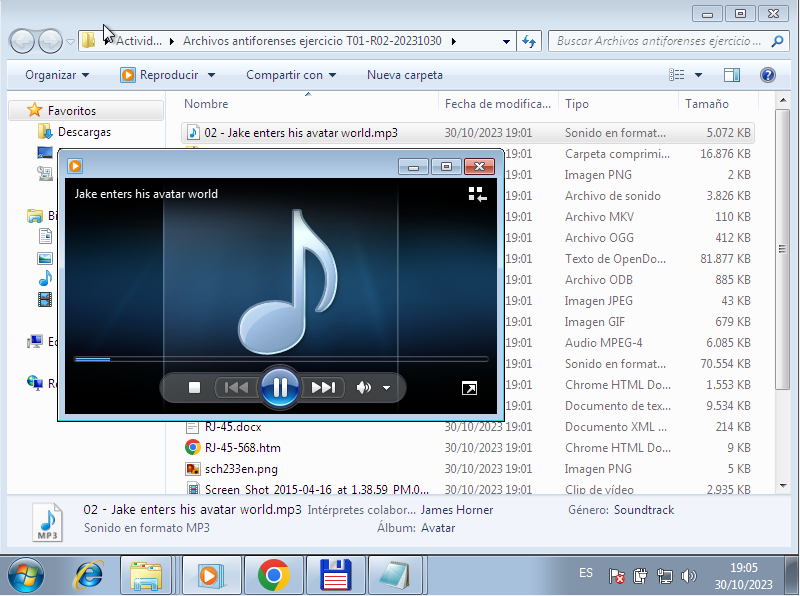 Activid... ▸ Archivos antiforenses ejercicio T01-R02-20231030 ▸
Buscar Archivos antiforenses ejercicio ...
Organizar Reproducir Compartir con Nueva carpeta
Nombre Fecha de modifica... Tipo Tamaño
Favoritos
Descargas
02 - Jake enters his avatar world.mp3 30/10/2023 19:01 Sonido en format... 5.072 KB
19:01 Carpeta comprimi... 16.876 KB
19:01 Imagen PNG 2 KB
19:01 Archivo de sonido 3.826 KB
19:01 Archivo MKV 110 KB
19:01 Archivo OGG 412 KB
19:01 Texto de OpenDo... 81.877 KB
19:01 Archivo ODB 885 KB
19:01 Imagen JPEG 43 KB
19:01 Imagen GIF 679 KB
19:01 Audio MPEG-4 6.085 KB
19:01 Sonido en format... 70.554 KB
19:01 Chrome HTML Do... 1.553 KB
19:01 Documento de tex... 9.534 KB
RJ-45.docx 30/10/2023 19:01 Documento XML ... 214 KB
RJ-45-568.htm 30/10/2023 19:01 Chrome HTML Do... 9 KB
sch233en.png 30/10/2023 19:01 Imagen PNG 5 KB
Screen Shot 2015-04-16 at 1.38.59 PM.0... 30/10/2023 19:01 Clip de vídeo 2.935 KB
Jake enters his avatar world
MP3
02 - Jake enters his avatar world.mp3 Intérpretes colabor... James Horner Género: Soundtrack
Sonido en formato MP3 Álbum: Avatar
ES
19:05
30/10/2023